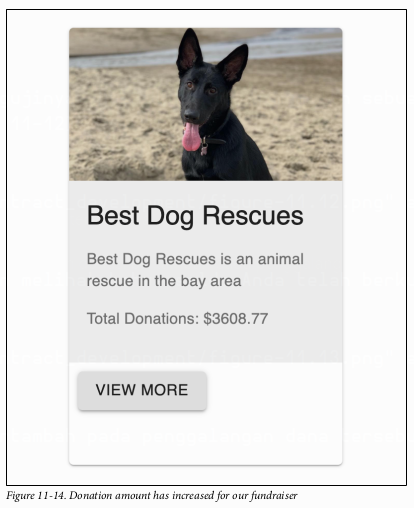 Best Dog Rescues
Best Dog Rescues is an animal
rescue in the bay area
Total Donations: $3608.77
VIEW MORE
Figure 11-14. Donation amount has increased for our fundraiser